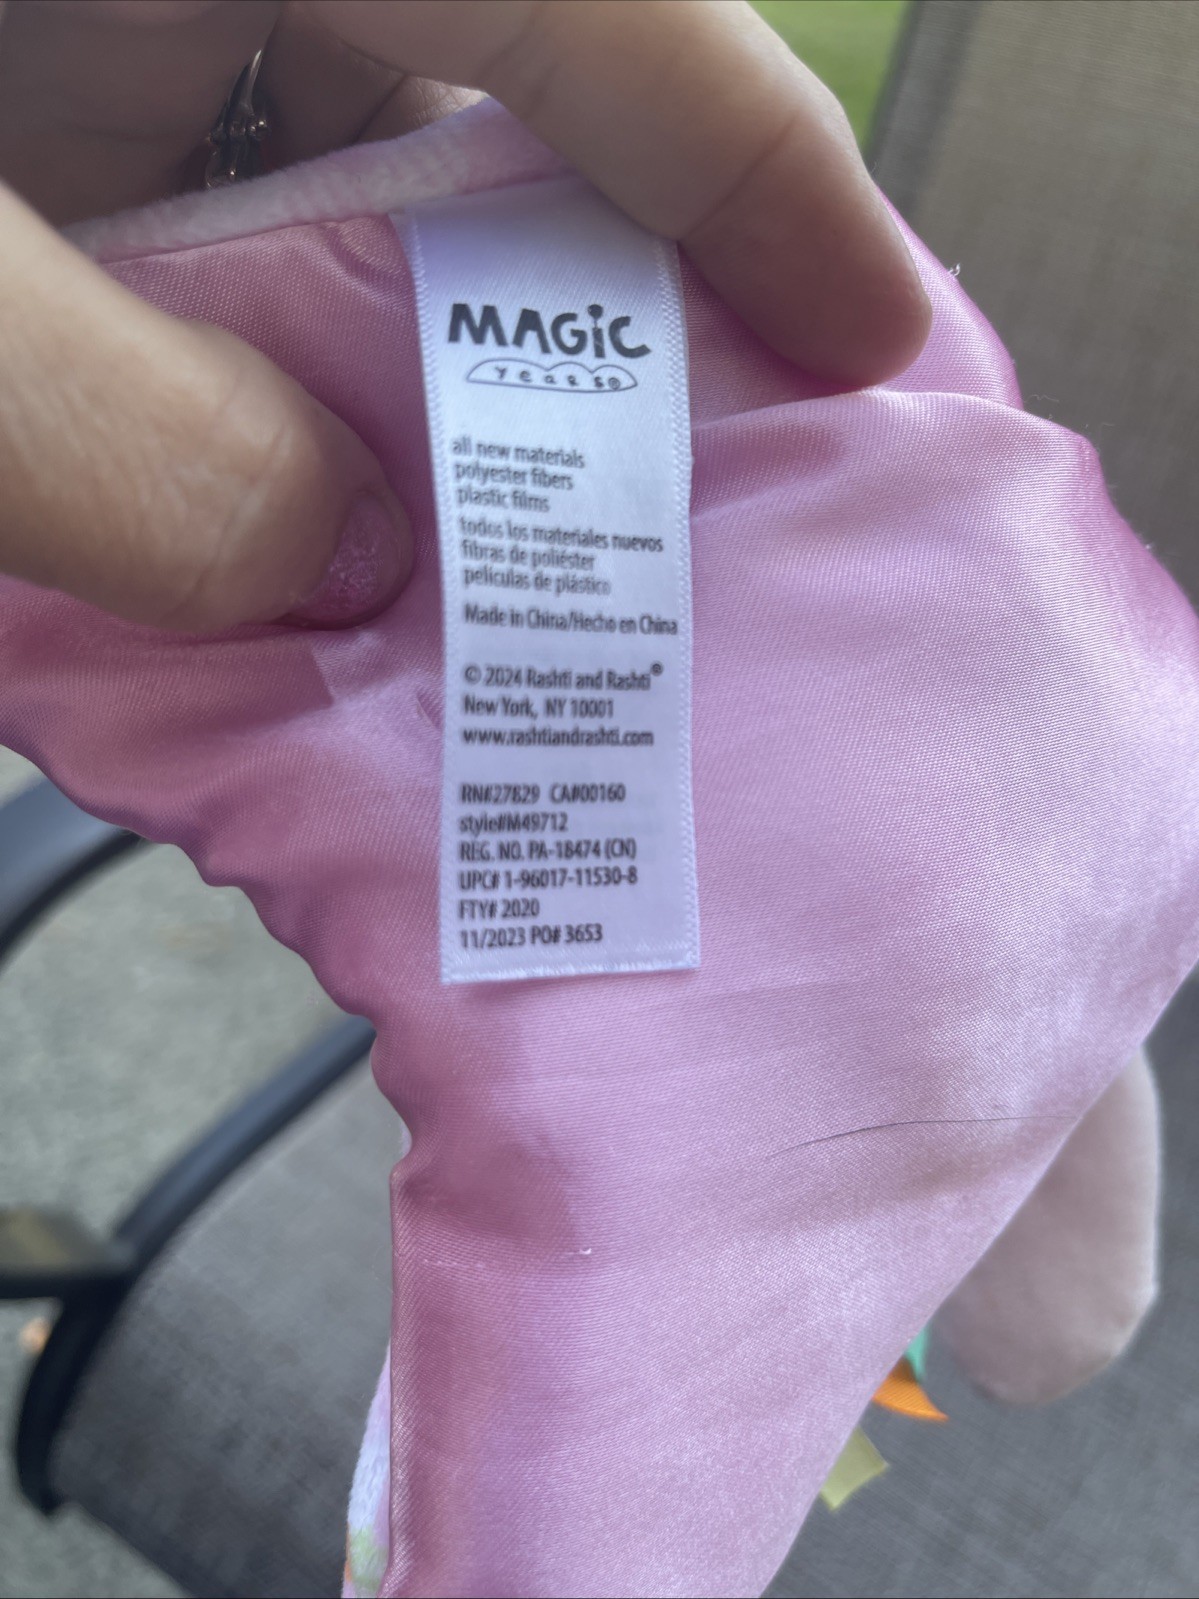 MAGiC
years
all new materials
polyester fibers
plastic films
todos los materiales nuevos
fibras de poliéster
películas de plástico
Made in China/Hecho en China
© 2024 Rashti and Rashti®
New York, NY 10001
www.rashtiandrashti.com
RN#27829 CA#00160
style#M49712
REG. NO. PA-18474 (CN)
UPC# 1-96017-11530-8
FTY# 2020
11/2023 PO# 3653